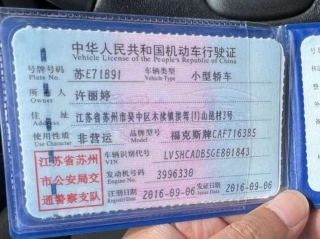 中华人民共和国机动车行驶证
Vehicle License of the People's Republic of China
号牌号码 苏E71B91 车辆类型 小型轿车
Plate No. Vehicle Type
所有人 许丽婷
Owner
住址 江苏省苏州市吴中区木渎镇接驾(1)山昆村3号
Address
使用性质 非营运 品牌型号 福克斯牌CAF7163B5
Use Character Model
江苏省苏州
市公安局交
通警察支队
车辆识别代号 LVSHCADB5GE801843
VIN
发动机号码 3996330
Engine No.
注册日期 2016-09-06 发证日期 2016-09-06
Register Date Issue Date